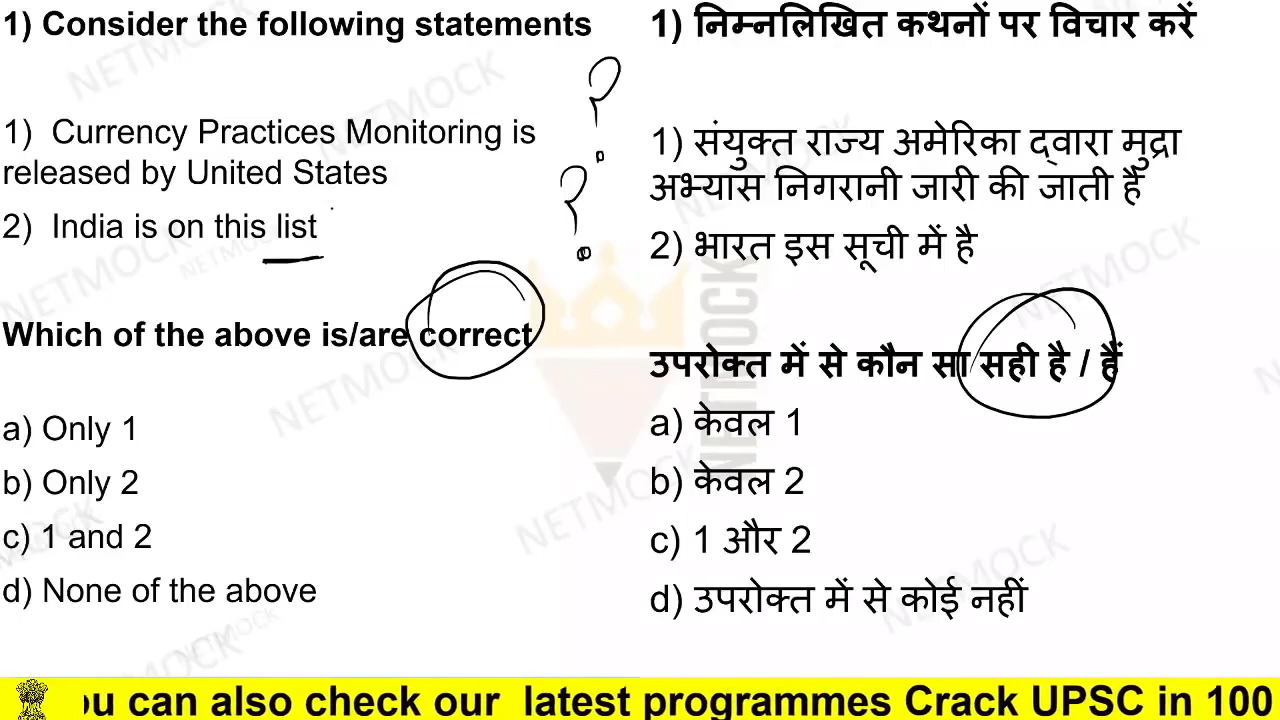 1) Consider the following statements
1) Currency Practices Monitoring is
released by United States
2) India is on this list
Which of the above is/are correct
a) Only 1
b) Only 2
c) 1 and 2
d) None of the above
1) निम्नलिखित कथनों पर विचार करें
1) संयुक्त राज्य अमेरिका द्वारा मुद्रा
अभ्यास निगरानी जारी की जाती है
2) भारत इस सूची में है
उपरोक्त में से कौन सा सही है / हैं
a) केवल 1
b) केवल 2
c) 1 और 2
d) उपरोक्त में से कोई नहीं
? ?
NETMOCK
ou can also check our latest programmes Crack UPSC in 100